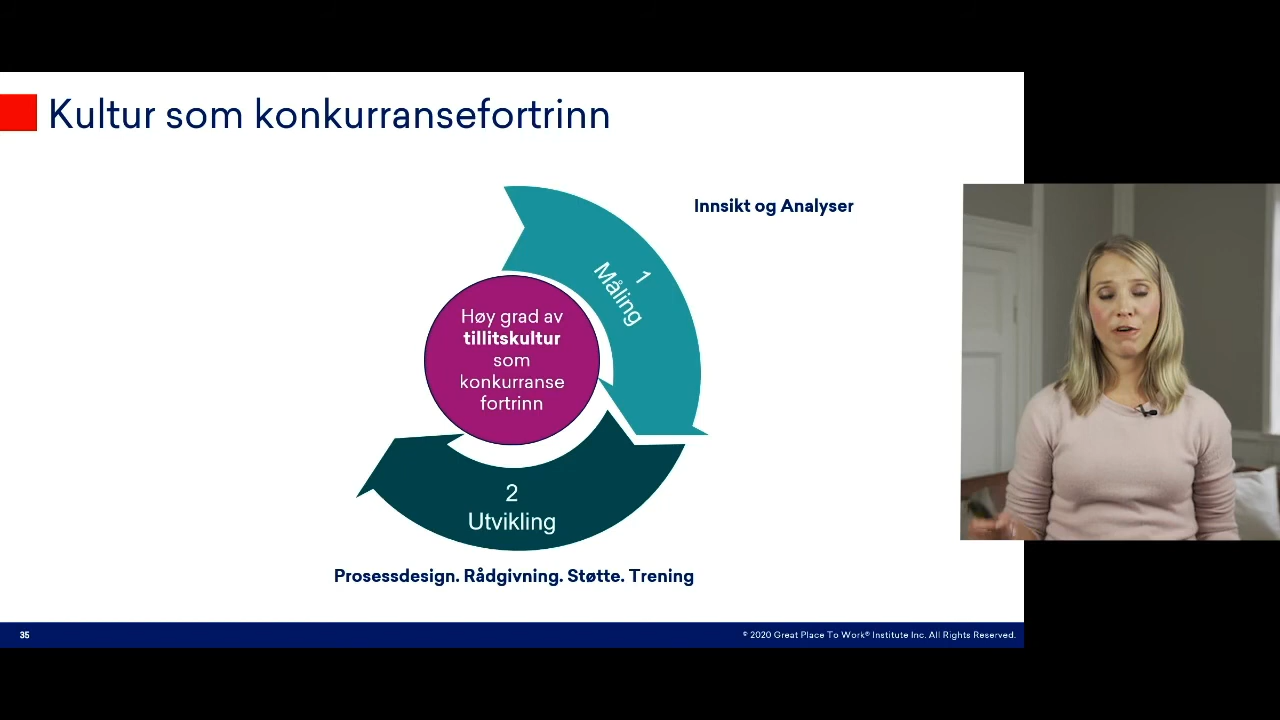 Kultur som konkurransefortrinn
Innsikt og Analyser
1
Måling
Høy grad av
tillitskultur
som
konkurranse
fortrinn
2
Utvikling
Prosessdesign. Rådgivning. Støtte. Trening
35
© 2020 Great Place To Work® Institute Inc. All Rights Reserved.